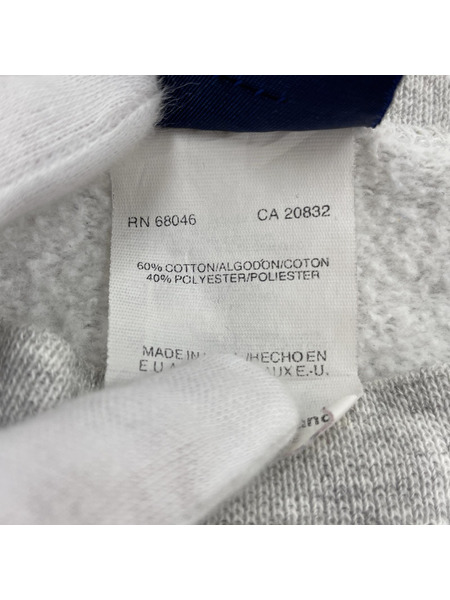 RN 68046 CA 20832
60% COTTON/ALGODON/COTON
40% POLYESTER/POLIESTER
MADE IN /HECHO EN
E U AUX E.-U.